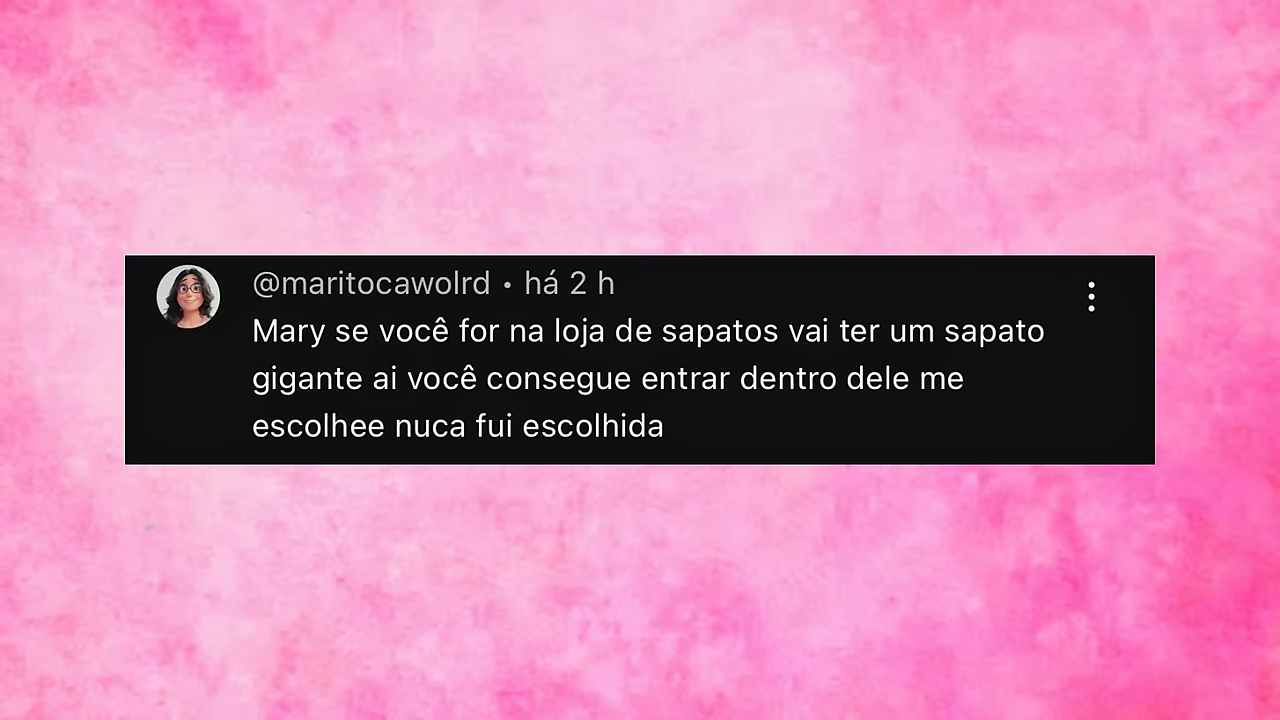 @maritocawolrd • há 2 h
Mary se você for na loja de sapatos vai ter um sapato
gigante ai você consegue entrar dentro dele me
escolhee nuca fui escolhida